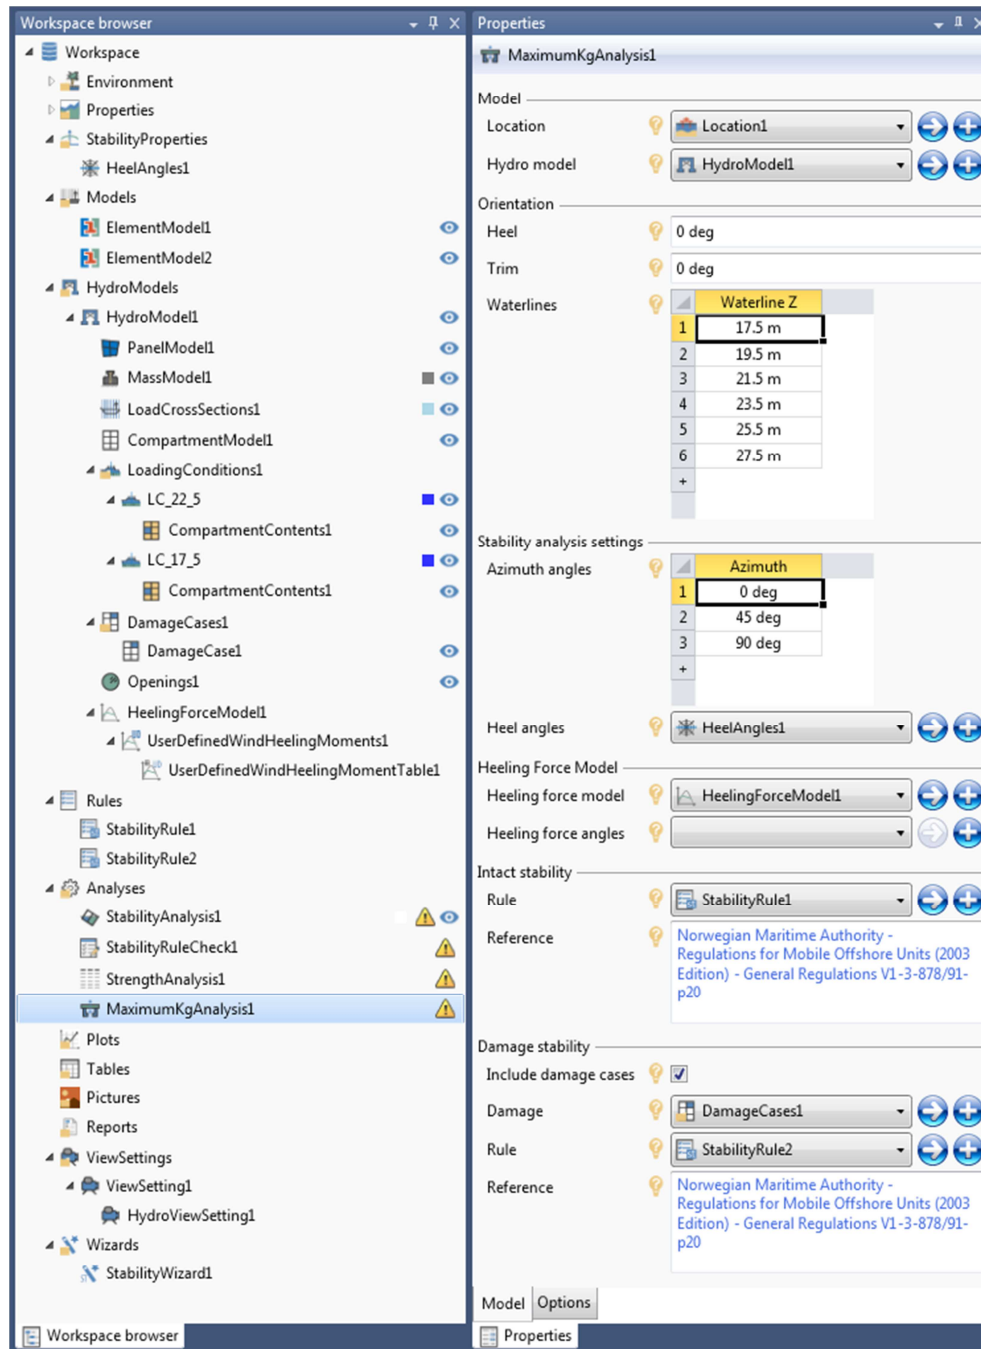 Workspace browser
Workspace
Environment
Properties
StabilityProperties
HeelAngles1
Models
ElementModel1
ElementModel2
HydroModels
HydroModel1
PanelModel1
MassModel1
LoadCrossSections1
CompartmentModel1
LoadingConditions1
LC_22_5
CompartmentContents1
LC_17_5
CompartmentContents1
DamageCases1
DamageCase1
Openings1
HeelingForceModel1
UserDefinedWindHeelingMoments1
UserDefinedWindHeelingMomentTable1
Rules
StabilityRule1
StabilityRule2
Analyses
StabilityAnalysis1
StabilityRuleCheck1
StrengthAnalysis1
MaximumKgAnalysis1
Plots
Tables
Pictures
Reports
ViewSettings
ViewSetting1
HydroViewSetting1
Wizards
StabilityWizard1
Workspace browser
Properties
MaximumKgAnalysis1
Model
Location Location1
Hydro model HydroModel1
Orientation
Heel 0 deg
Trim 0 deg
Waterlines Waterline Z
1 17.5 m
2 19.5 m
3 21.5 m
4 23.5 m
5 25.5 m
6 27.5 m
+
Stability analysis settings
Azimuth angles Azimuth
1 0 deg
2 45 deg
3 90 deg
+
Heel angles HeelAngles1
Heeling Force Model
Heeling force model HeelingForceModel1
Heeling force angles
Intact stability
Rule StabilityRule1
Reference Norwegian Maritime Authority -
Regulations for Mobile Offshore Units (2003
Edition) - General Regulations V1-3-878/91-
p20
Damage stability
Include damage cases
Damage DamageCases1
Rule StabilityRule2
Reference Norwegian Maritime Authority -
Regulations for Mobile Offshore Units (2003
Edition) - General Regulations V1-3-878/91-
p20
Model Options
Properties